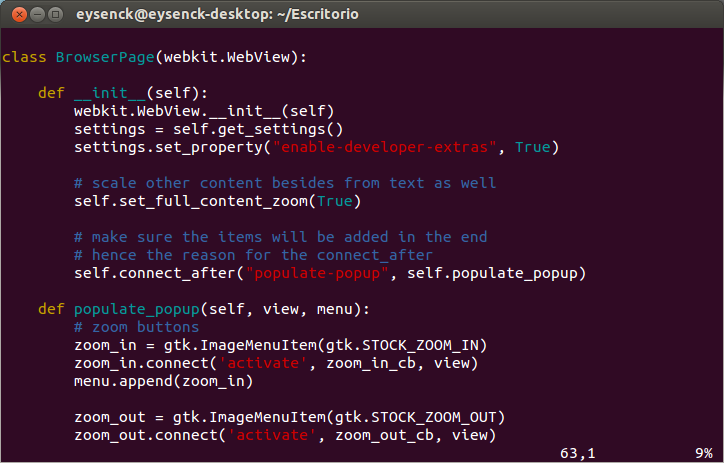 eysenck@eysenck-desktop: ~/Escritorio
class BrowserPage(webkit.WebView):
    def __init__(self):
        webkit.WebView.__init__(self)
        settings = self.get_settings()
        settings.set_property("enable-developer-extras", True)
        # scale other content besides from text as well
        self.set_full_content_zoom(True)
        # make sure the items will be added in the end
        # hence the reason for the connect_after
        self.connect_after("populate-popup", self.populate_popup)
    def populate_popup(self, view, menu):
        # zoom buttons
        zoom_in = gtk.ImageMenuItem(gtk.STOCK_ZOOM_IN)
        zoom_in.connect('activate', zoom_in_cb, view)
        menu.append(zoom_in)
        zoom_out = gtk.ImageMenuItem(gtk.STOCK_ZOOM_OUT)
        zoom_out.connect('activate', zoom_out_cb, view)
63,1 9%